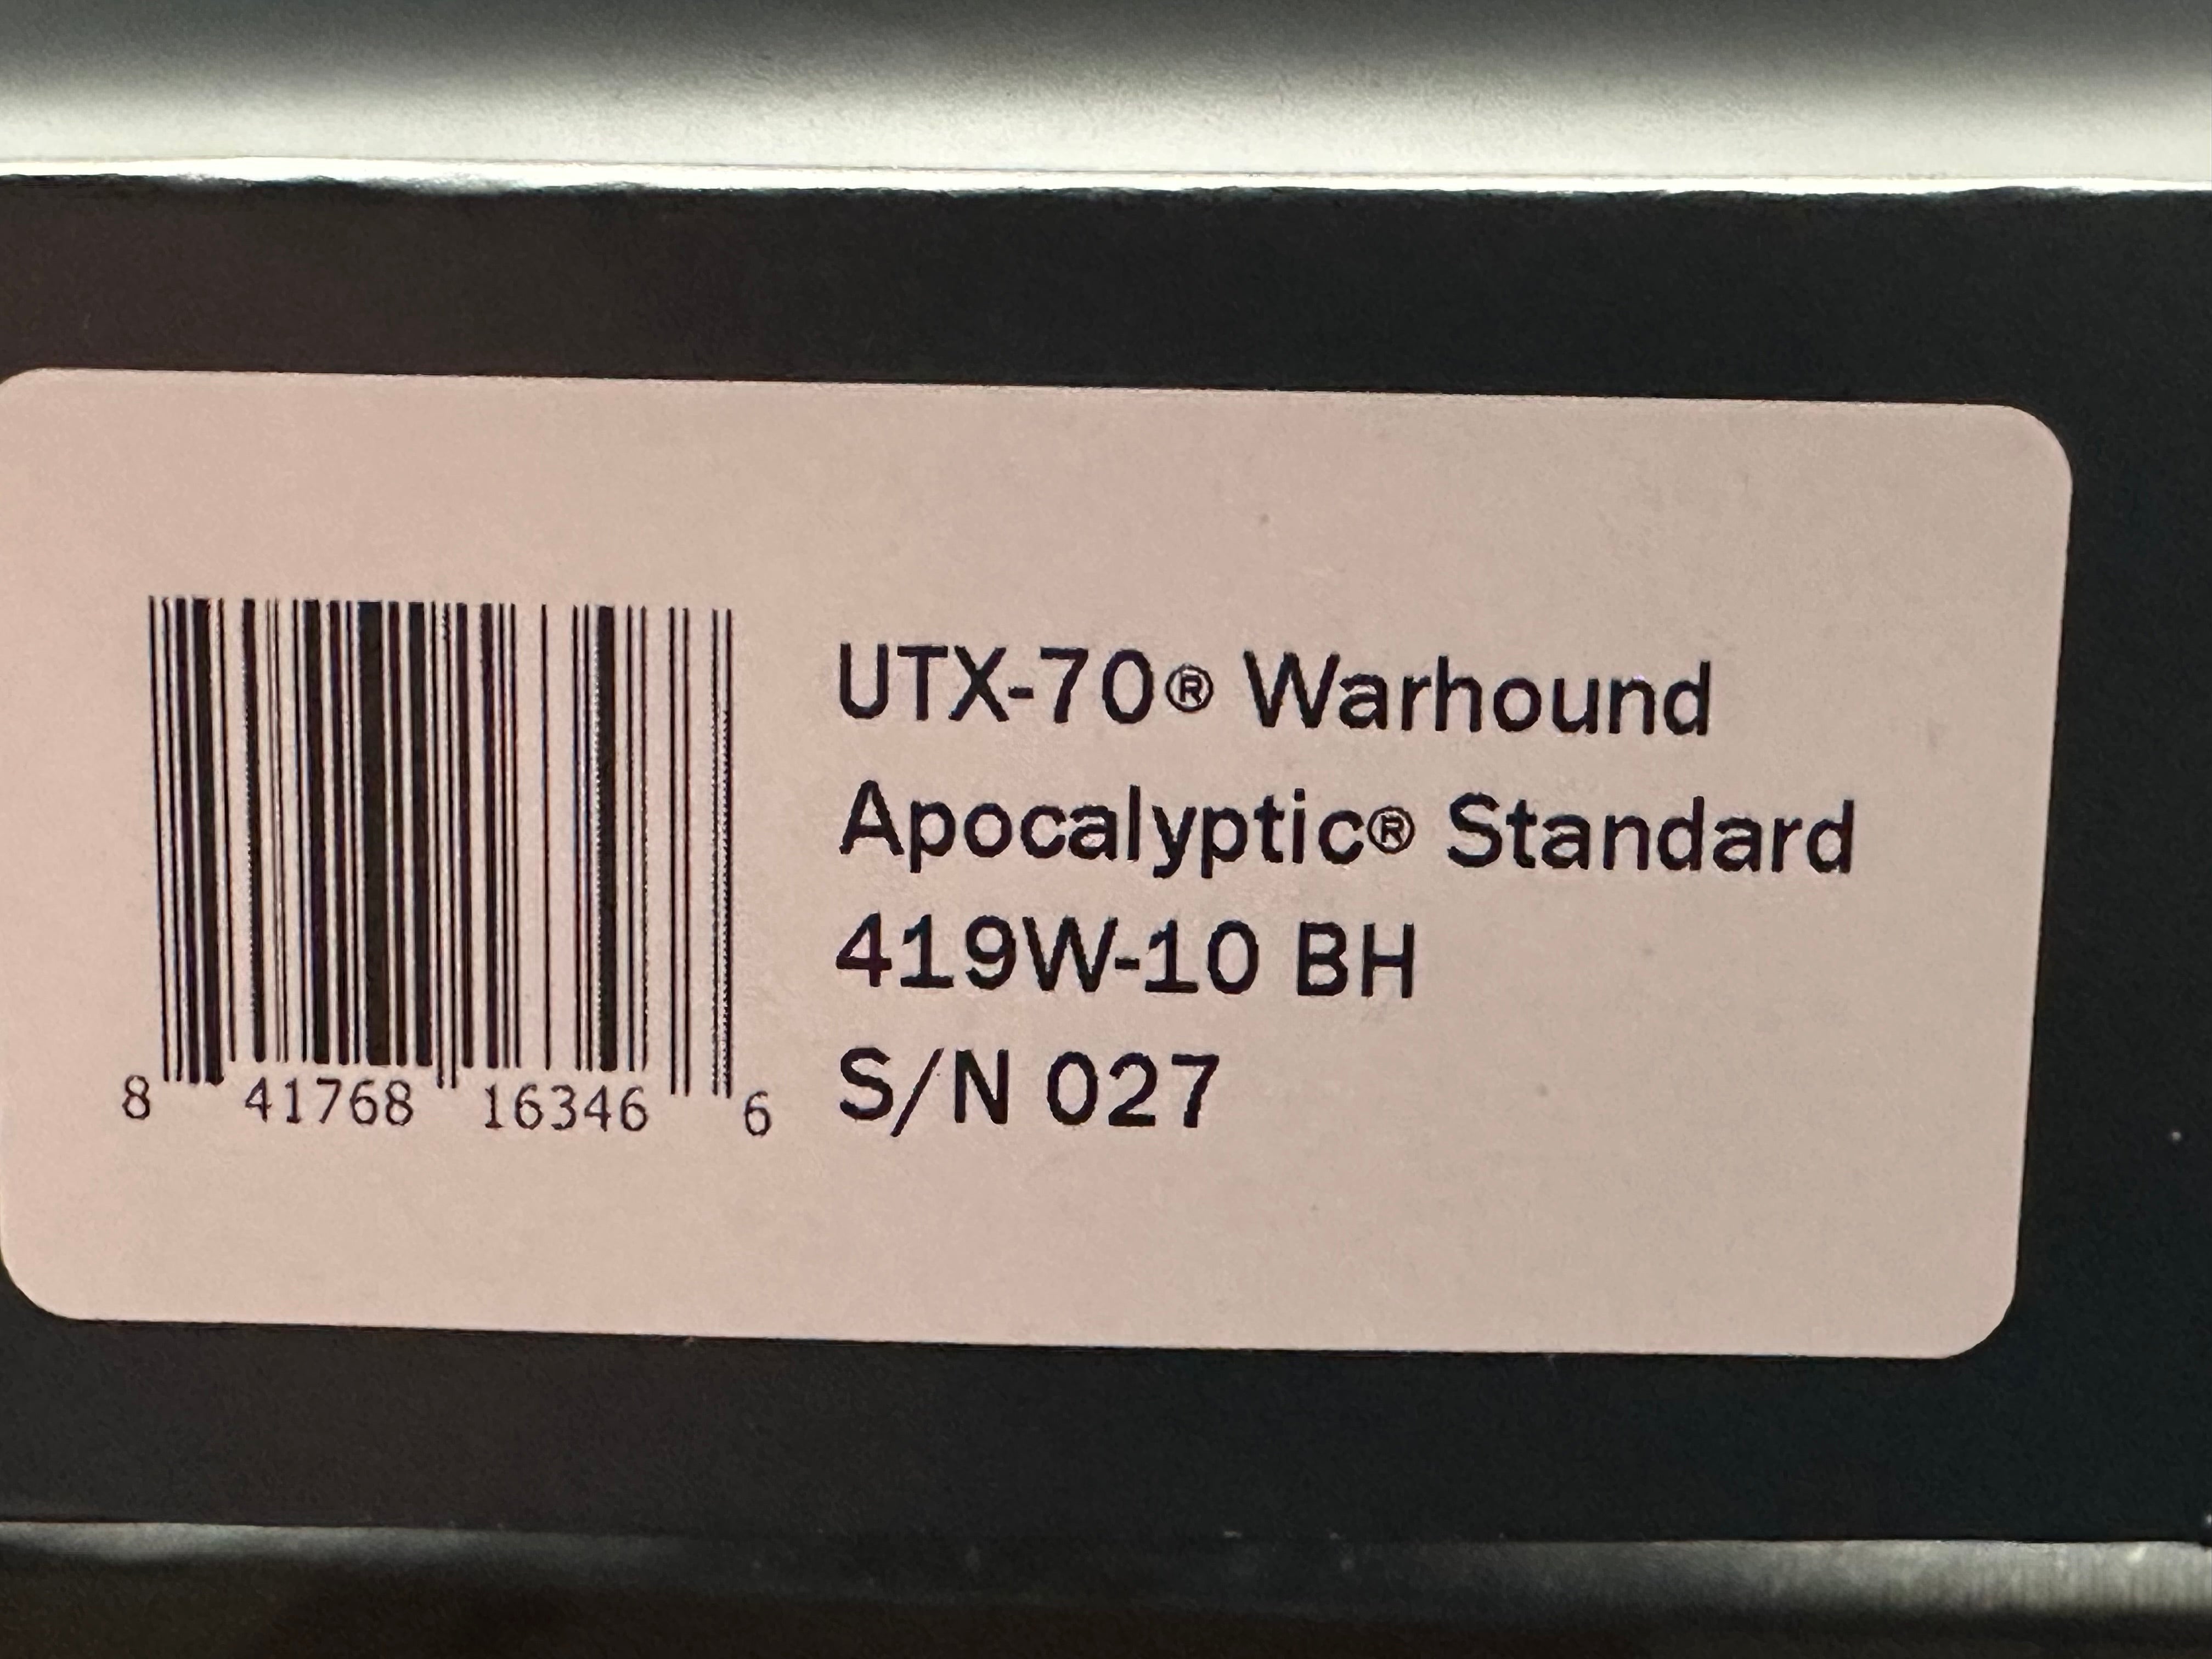 UTX-70® Warhound
Apocalyptic® Standard
419W-10 BH
S/N 027
8 41768 16346 6